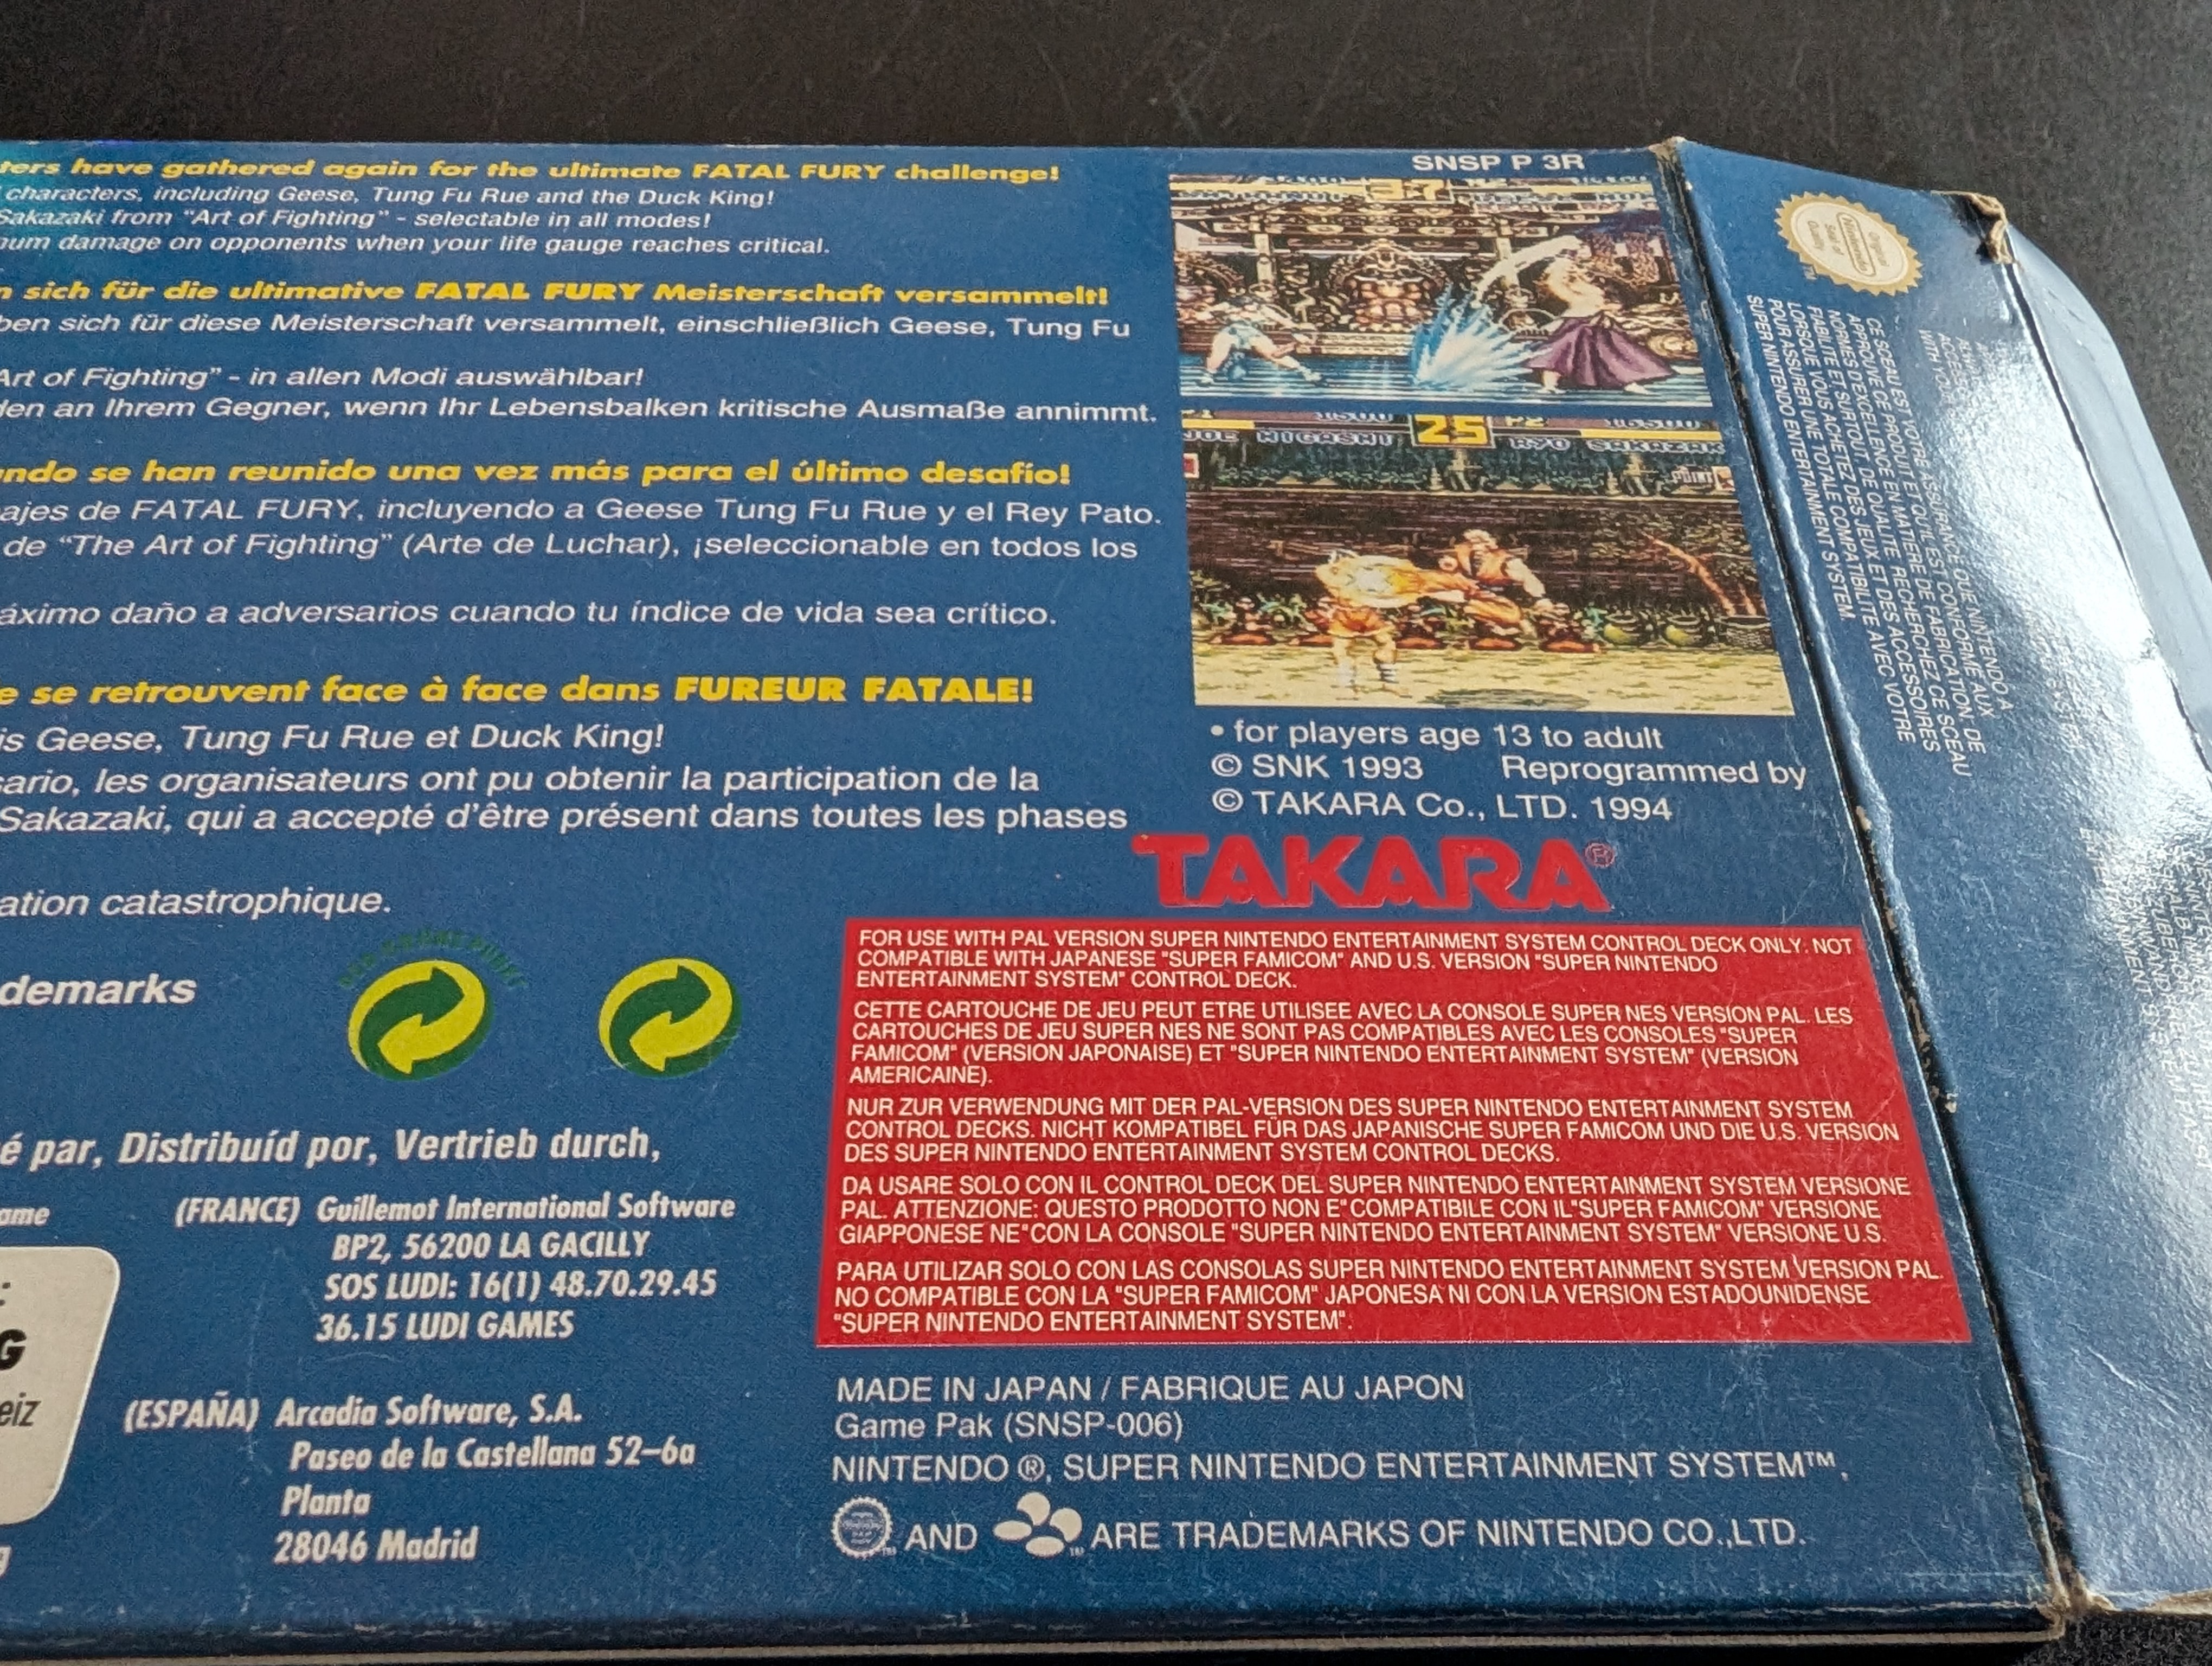 SNSP P 3R
ters have gathered again for the ultimate FATAL FURY challenge!
characters, including Geese, Tung Fu Rue and the Duck King!
Sakazaki from "Art of Fighting" - selectable in all modes!
num damage on opponents when your life gauge reaches critical.
n sich für die ultimative FATAL FURY Meisterschaft versammelt!
ben sich für diese Meisterschaft versammelt, einschließlich Geese, Tung Fu
Art of Fighting" - in allen Modi auswählbar!
den an Ihrem Gegner, wenn Ihr Lebensbalken kritische Ausmaße annimmt.
ndo se han reunido una vez más para el último desafío!
ajes de FATAL FURY, incluyendo a Geese Tung Fu Rue y el Rey Pato.
de "The Art of Fighting" (Arte de Luchar), ¡seleccionable en todos los
áximo daño a adversarios cuando tu índice de vida sea crítico.
e se retrouvent face à face dans FUREUR FATALE!
is Geese, Tung Fu Rue et Duck King!
sario, les organisateurs ont pu obtenir la participation de la
Sakazaki, qui a accepté d'être présent dans toutes les phases
ation catastrophique.
demarks
é par, Distribuíd por, Vertrieb durch,
ame
(FRANCE) Guillemot International Software
BP2, 56200 LA GACILLY
SOS LUDI: 16(1) 48.70.29.45
36.15 LUDI GAMES
G
eiz
(ESPAÑA) Arcadia Software, S.A.
Paseo de la Castellana 52–6a
Planta
28046 Madrid
g
37
JOE HIGASHI 25 P2 RYO SAKAZAK
• for players age 13 to adult
© SNK 1993 Reprogrammed by
© TAKARA Co., LTD. 1994
TAKARA®
FOR USE WITH PAL VERSION SUPER NINTENDO ENTERTAINMENT SYSTEM CONTROL DECK ONLY. NOT
COMPATIBLE WITH JAPANESE "SUPER FAMICOM" AND U.S. VERSION "SUPER NINTENDO
ENTERTAINMENT SYSTEM" CONTROL DECK.
CETTE CARTOUCHE DE JEU PEUT ETRE UTILISEE AVEC LA CONSOLE SUPER NES VERSION PAL. LES
CARTOUCHES DE JEU SUPER NES NE SONT PAS COMPATIBLES AVEC LES CONSOLES "SUPER
FAMICOM" (VERSION JAPONAISE) ET "SUPER NINTENDO ENTERTAINMENT SYSTEM" (VERSION
AMERICAINE).
NUR ZUR VERWENDUNG MIT DER PAL-VERSION DES SUPER NINTENDO ENTERTAINMENT SYSTEM
CONTROL DECKS. NICHT KOMPATIBEL FÜR DAS JAPANISCHE SUPER FAMICOM UND DIE U.S. VERSION
DES SUPER NINTENDO ENTERTAINMENT SYSTEM CONTROL DECKS.
DA USARE SOLO CON IL CONTROL DECK DEL SUPER NINTENDO ENTERTAINMENT SYSTEM VERSIONE
PAL. ATTENZIONE: QUESTO PRODOTTO NON E" COMPATIBILE CON IL"SUPER FAMICOM" VERSIONE
GIAPPONESE NE"CON LA CONSOLE "SUPER NINTENDO ENTERTAINMENT SYSTEM" VERSIONE U.S.
PARA UTILIZAR SOLO CON LAS CONSOLAS SUPER NINTENDO ENTERTAINMENT SYSTEM VERSION PAL.
NO COMPATIBLE CON LA "SUPER FAMICOM" JAPONESA NI CON LA VERSION ESTADOUNIDENSE
"SUPER NINTENDO ENTERTAINMENT SYSTEM".
MADE IN JAPAN / FABRIQUE AU JAPON
Game Pak (SNSP-006)
NINTENDO ®, SUPER NINTENDO ENTERTAINMENT SYSTEM™,
AND ARE TRADEMARKS OF NINTENDO CO.,LTD.
Original
Nintendo
Seal of
Quality
CE SCEAU EST VOTRE ASSURANCE QUE NINTENDO A
APPROUVE CE PRODUIT ET QU'IL EST CONFORME AUX
NORMES D'EXCELLENCE EN MATIERE DE FABRICATION, DE
FIABILITE ET SURTOUT, DE QUALITE. RECHERCHEZ CE SCEAU
LORSQUE VOUS ACHETEZ DES JEUX ET DES ACCESSOIRES
POUR ASSURER UNE TOTALE COMPATIBILITE AVEC VOTRE
SUPER NINTENDO ENTERTAINMENT SYSTEM.